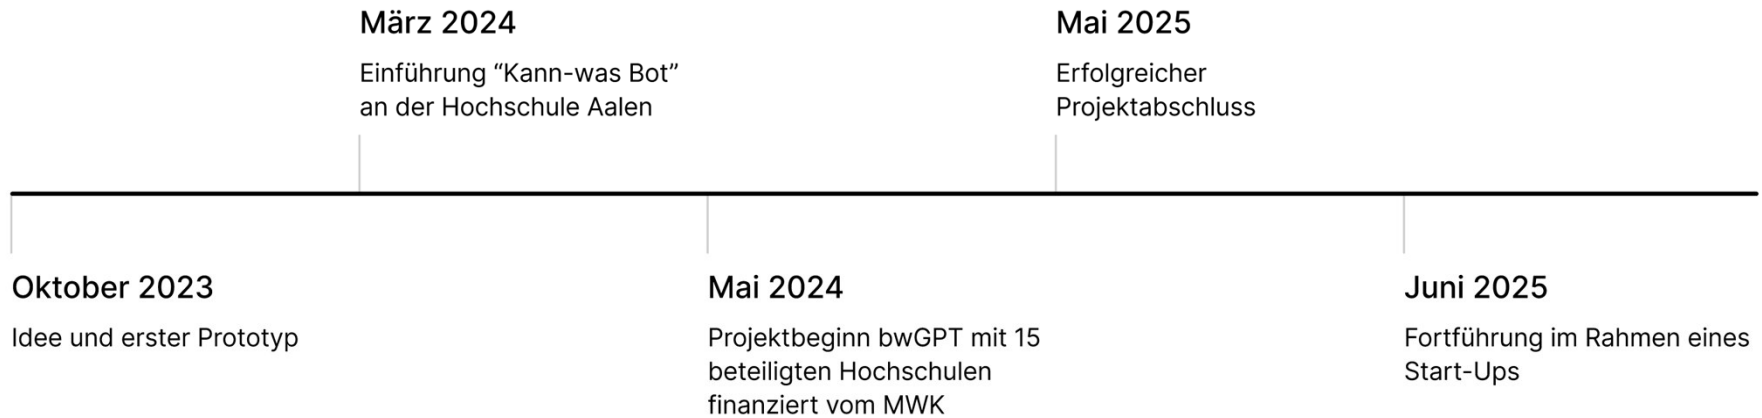 März 2024
Einführung “Kann-was Bot”
an der Hochschule Aalen
Mai 2025
Erfolgreicher
Projektabschluss
Oktober 2023
Idee und erster Prototyp
Mai 2024
Projektbeginn bwGPT mit 15
beteiligten Hochschulen
finanziert vom MWK
Juni 2025
Fortführung im Rahmen eines
Start-Ups